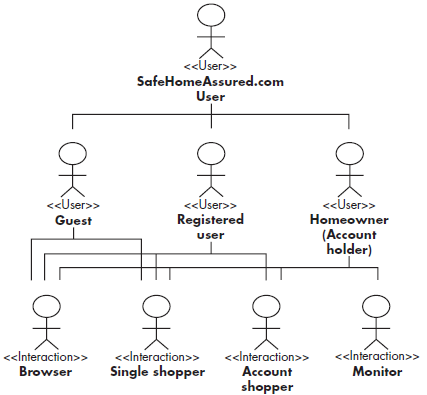 <<User>>
SafeHomeAssured.com
User
<<User>>
Guest
<<User>>
Registered
user
<<User>>
Homeowner
(Account
holder)
<<Interaction>>
Browser
<<Interaction>>
Single shopper
<<Interaction>>
Account
shopper
<<Interaction>>
Monitor